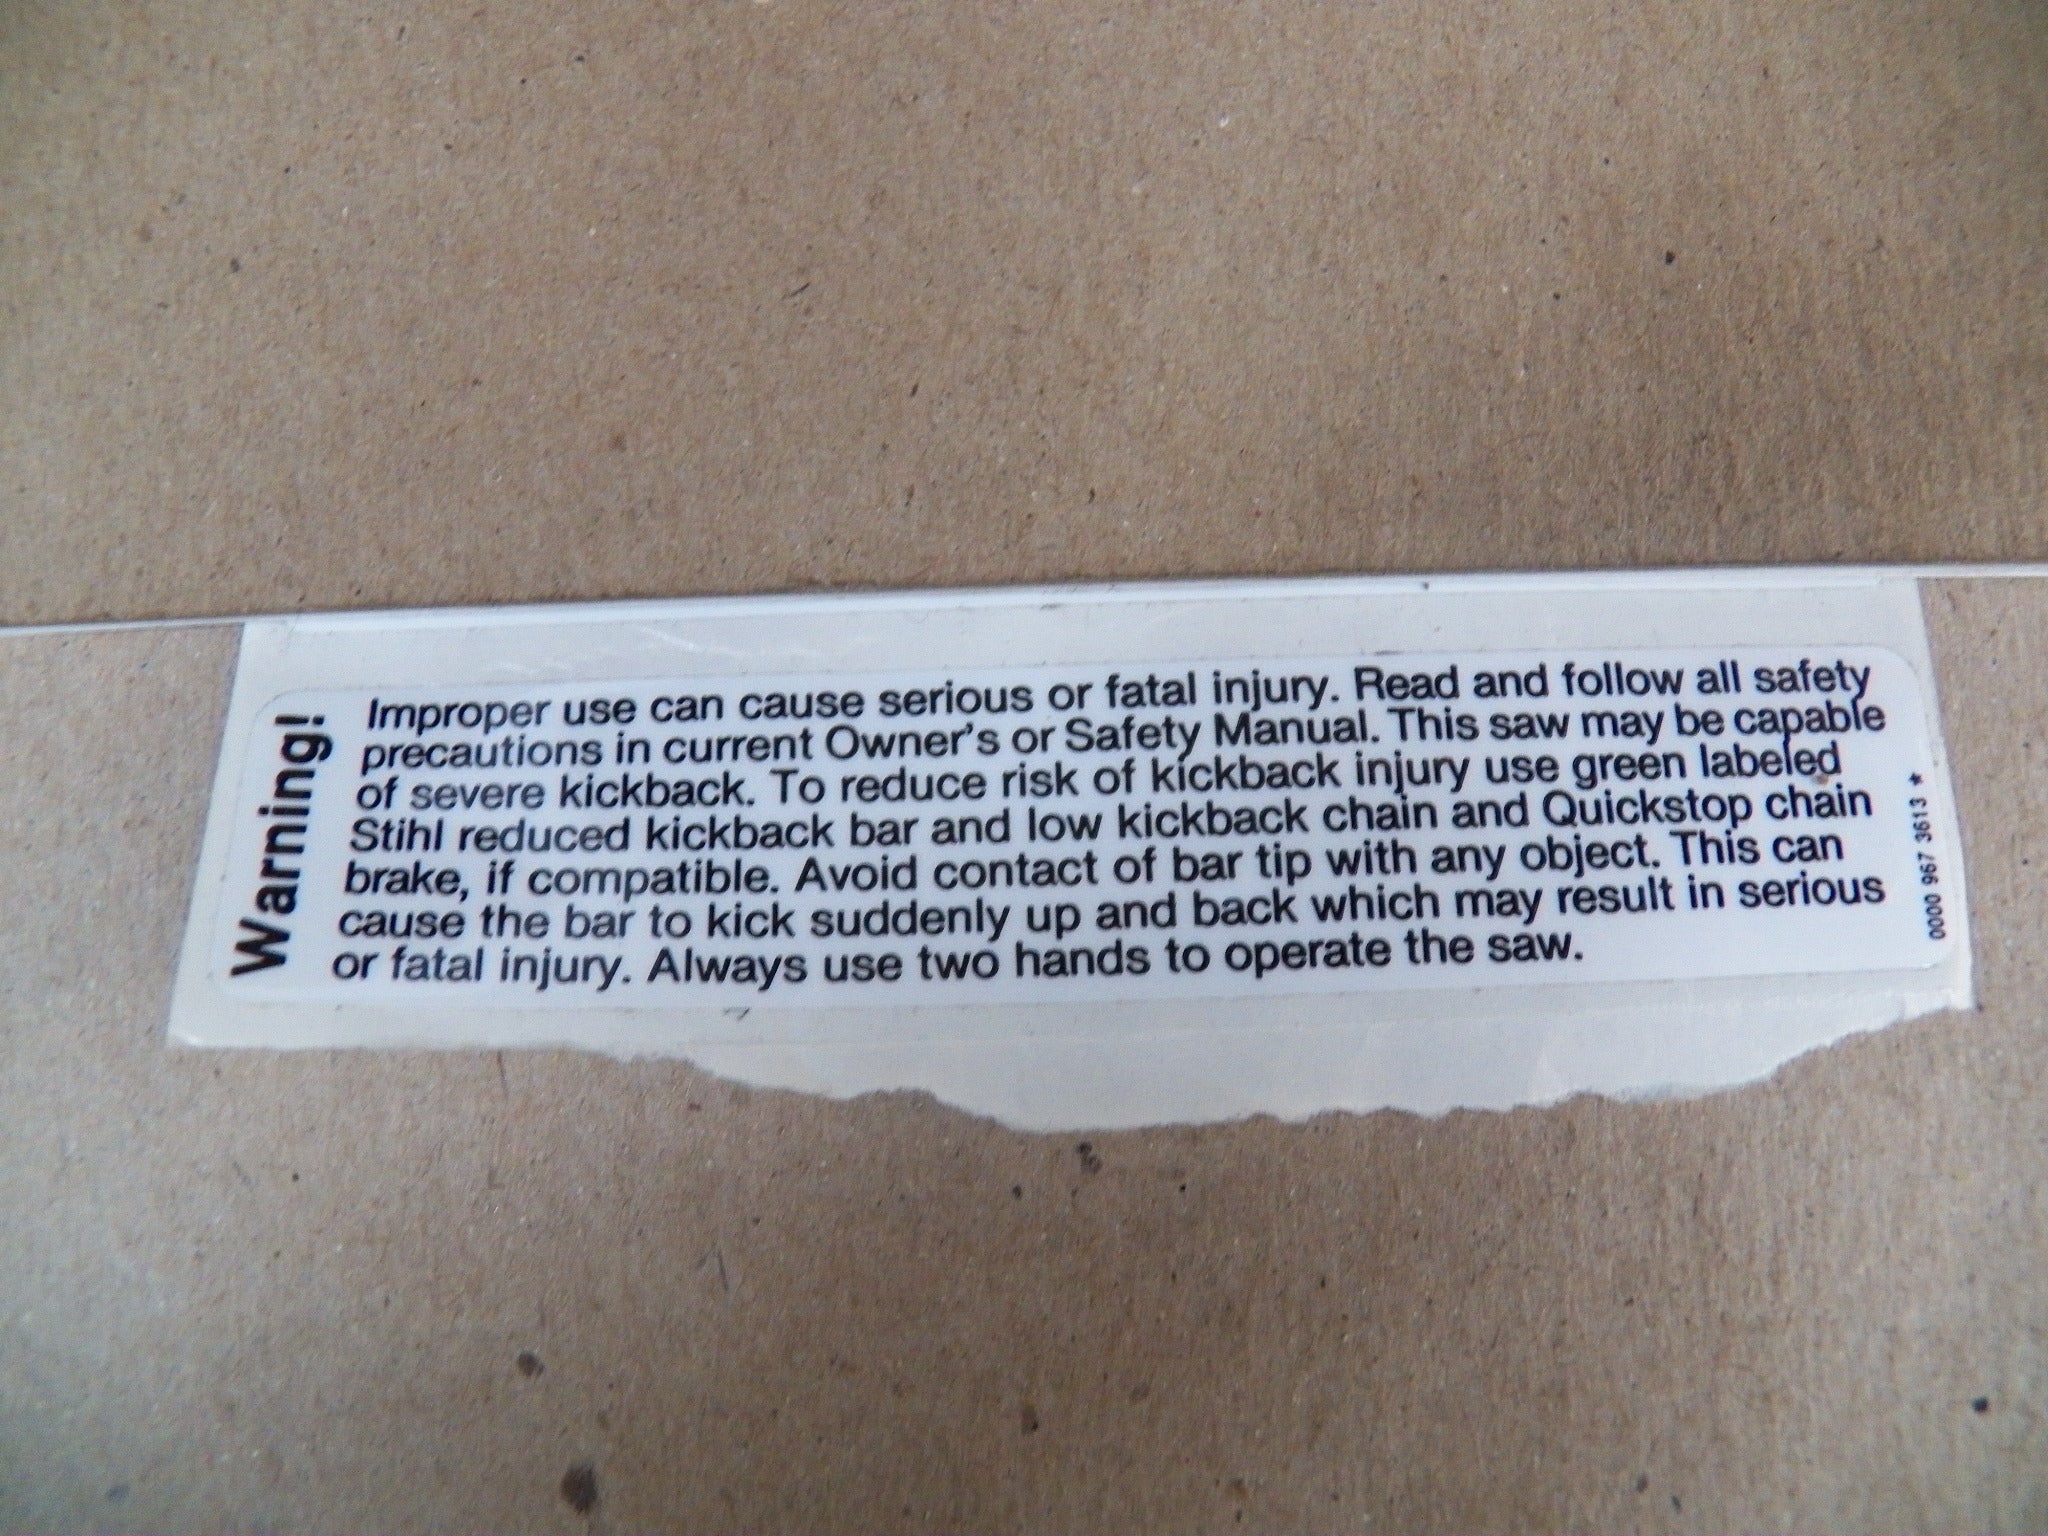 Warning!
Improper use can cause serious or fatal injury. Read and follow all safety
precautions in current Owner's or Safety Manual. This saw may be capable
of severe kickback. To reduce risk of kickback injury use green labeled
Stihl reduced kickback bar and low kickback chain and Quickstop chain
brake, if compatible. Avoid contact of bar tip with any object. This can
cause the bar to kick suddenly up and back which may result in serious
or fatal injury. Always use two hands to operate the saw.
0000 967 3613 *